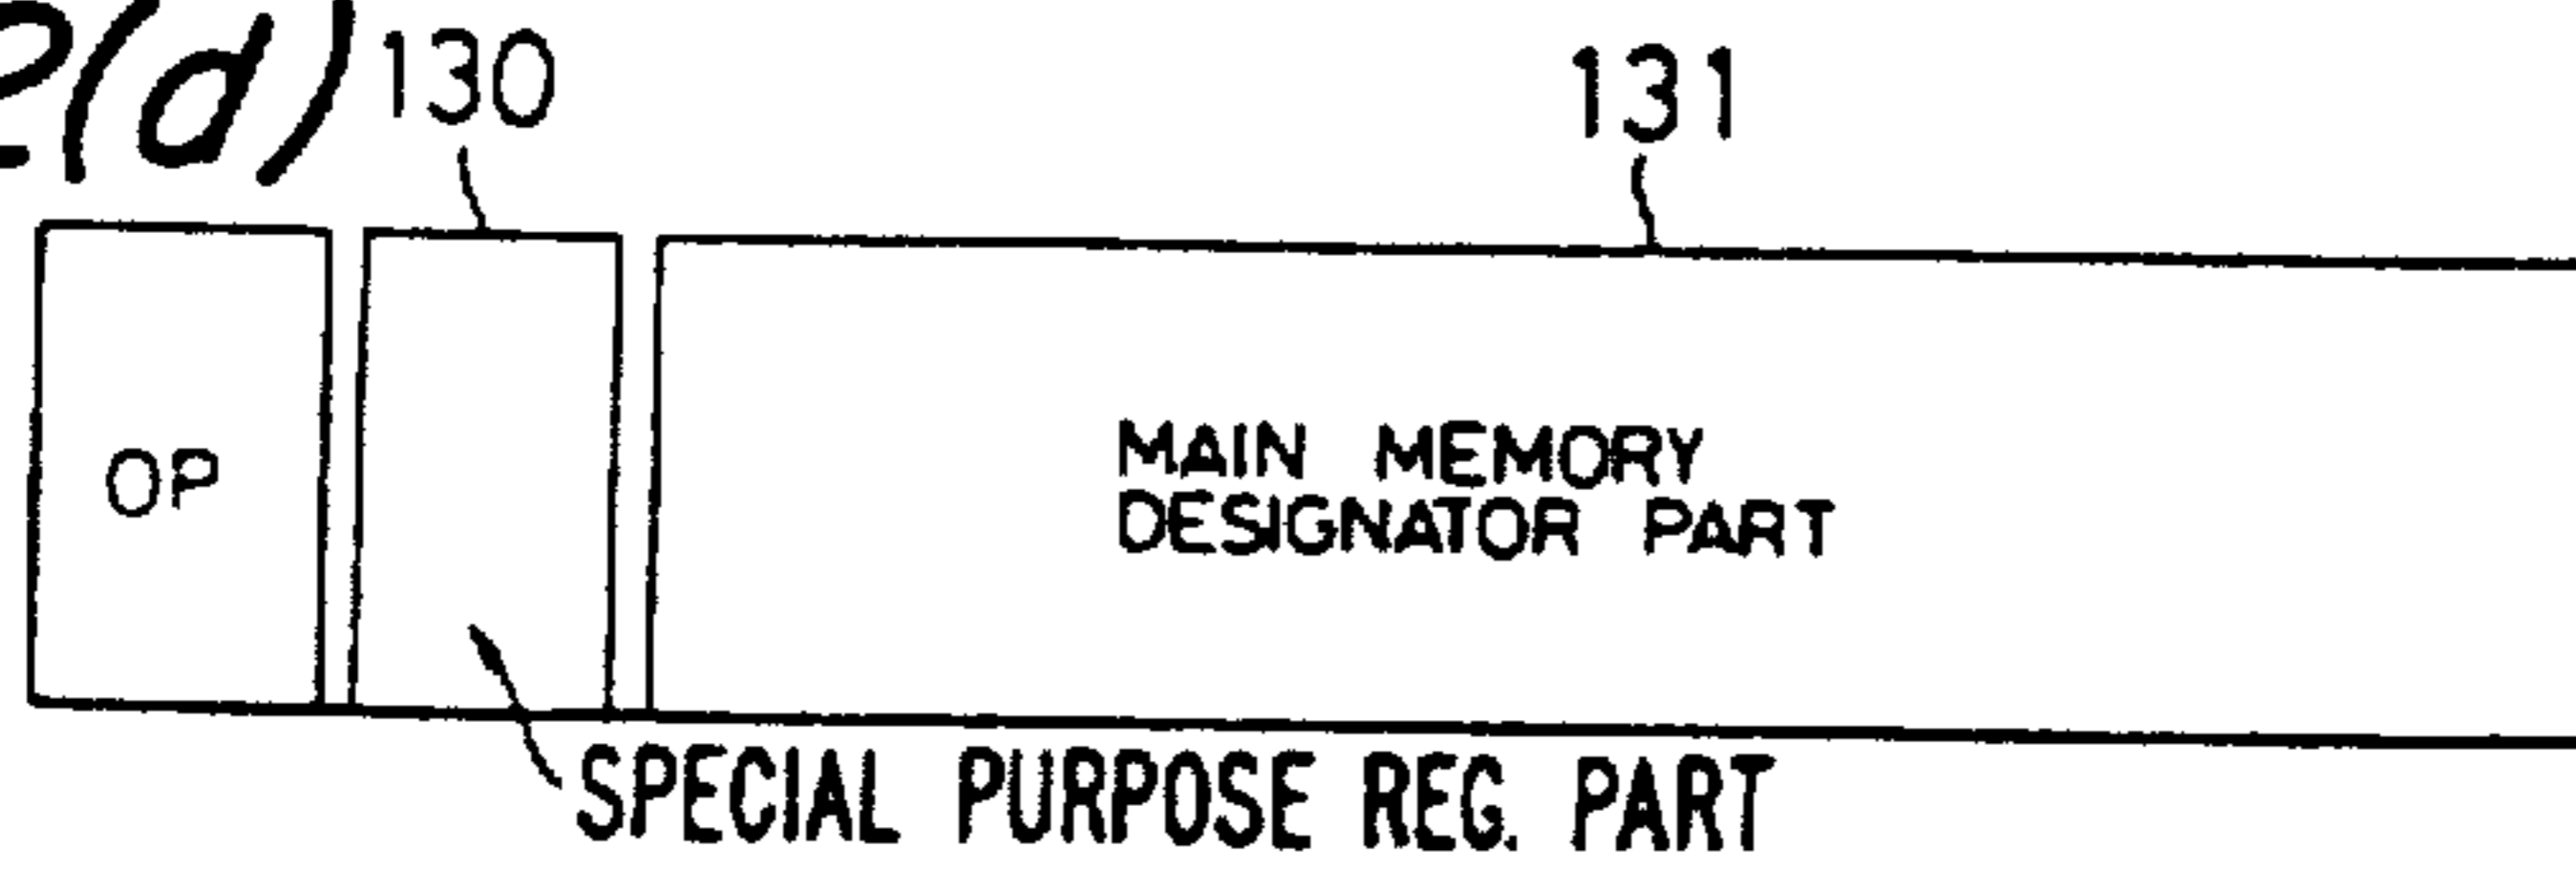 2(d)
130
131
OP
MAIN MEMORY
DESIGNATOR PART
SPECIAL PURPOSE REG. PART